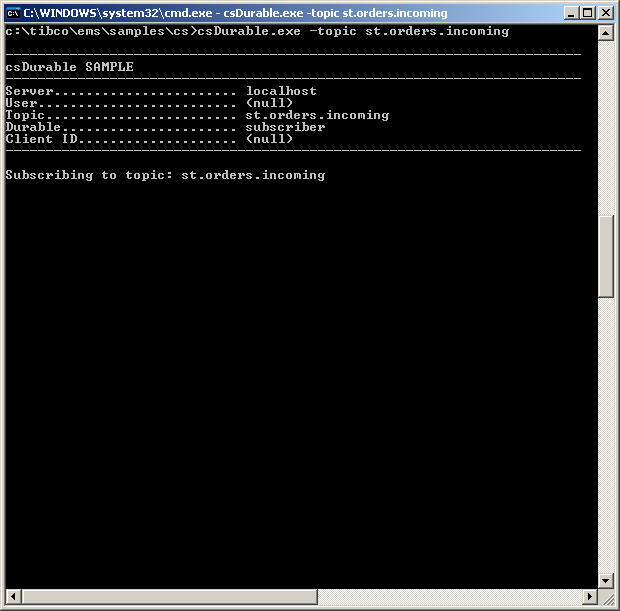 C:\WINDOWS\system32\cmd.exe - csDurable.exe -topic st.orders.incoming
c:\tibco\ems\samples\cs>csDurable.exe -topic st.orders.incoming
------------------------------------------------------------------------
csDurable SAMPLE
------------------------------------------------------------------------
Server....................... localhost
User......................... (null)
Topic........................ st.orders.incoming
Durable...................... subscriber
Client ID.................... (null)
------------------------------------------------------------------------
Subscribing to topic: st.orders.incoming